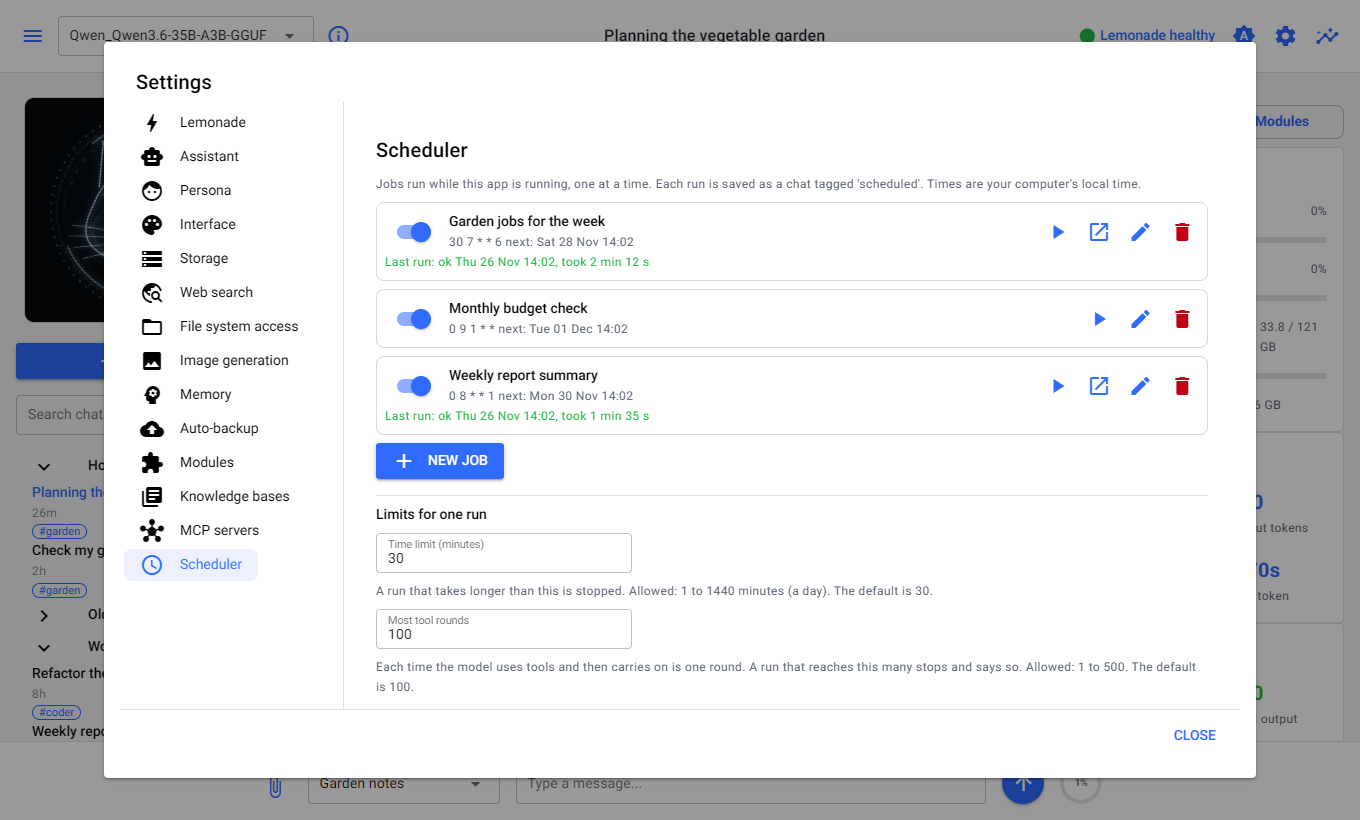 Qwen_Qwen3.6-35B-A3B-GGUF
Planning the vegetable garden
Lemonade healthy
Settings
Lemonade
Assistant
Persona
Interface
Storage
Web search
File system access
Image generation
Memory
Auto-backup
Modules
Knowledge bases
MCP servers
Scheduler
Scheduler
Jobs run while this app is running, one at a time. Each run is saved as a chat tagged 'scheduled'. Times are your computer's local time.
Garden jobs for the week
30 7 * * 6 next: Sat 28 Nov 14:02
Last run: ok Thu 26 Nov 14:02, took 2 min 12 s
Monthly budget check
0 9 1 * * next: Tue 01 Dec 14:02
Weekly report summary
0 8 * * 1 next: Mon 30 Nov 14:02
Last run: ok Thu 26 Nov 14:02, took 1 min 35 s
NEW JOB
Limits for one run
Time limit (minutes)
30
A run that takes longer than this is stopped. Allowed: 1 to 1440 minutes (a day). The default is 30.
Most tool rounds
100
Each time the model uses tools and then carries on is one round. A run that reaches this many stops and says so. Allowed: 1 to 500. The default
is 100.
CLOSE
Search chat
Planning the
26m
#garden
Check my g
2h
#garden
Refactor the
8h
#coder
Weekly repo
Modules
0%
0%
33.8 / 121
GB
GB
tokens
token
output
Garden notes
Type a message...
1%